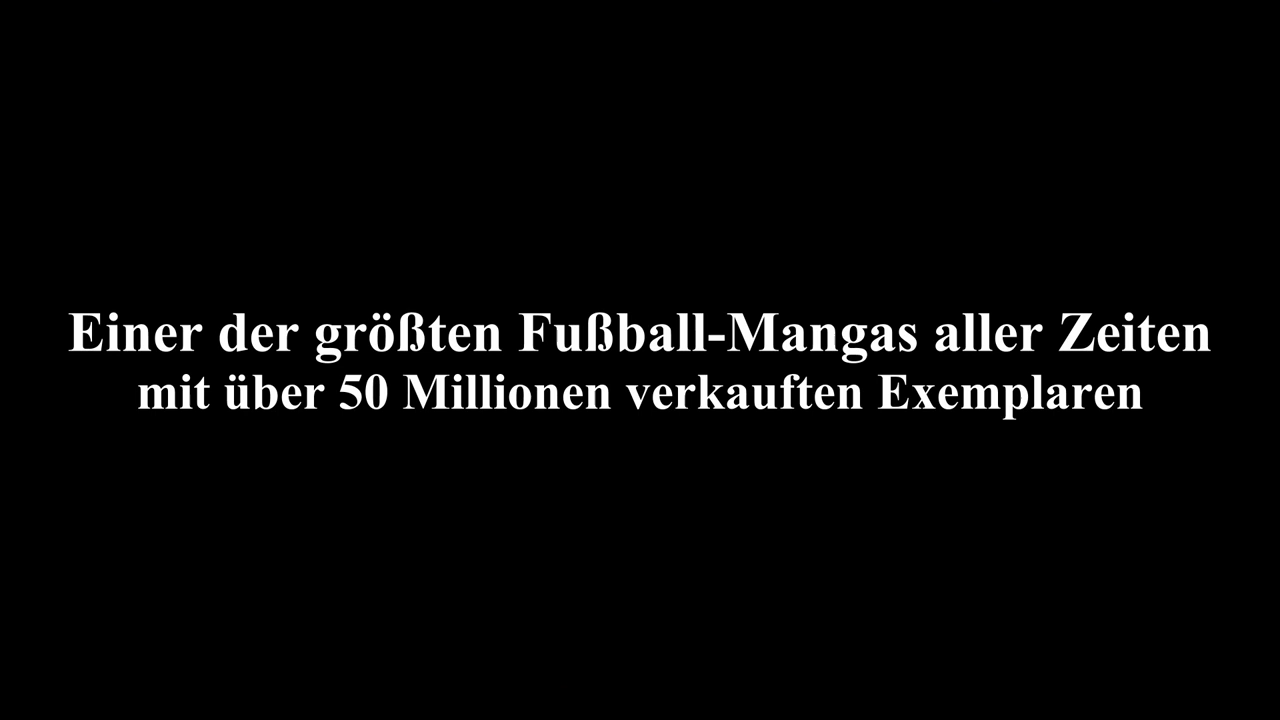 Einer der größten Fußball-Mangas aller Zeiten
mit über 50 Millionen verkauften Exemplaren